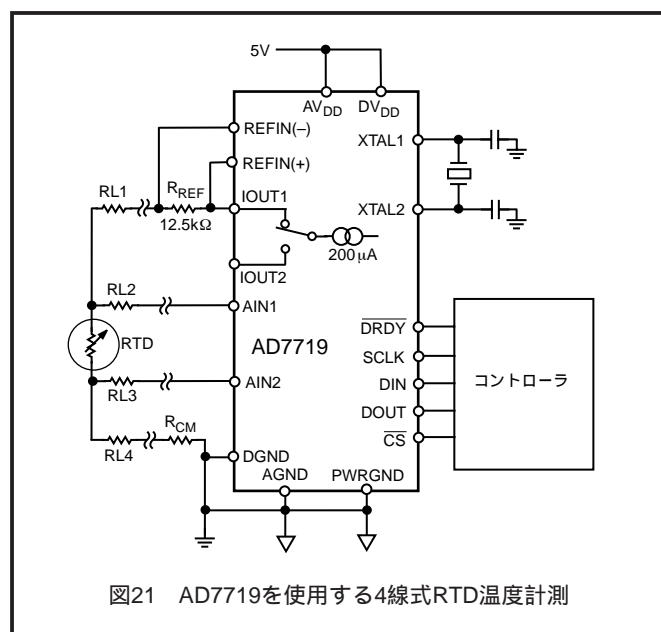 5V
AVDD
DVDD
REFIN(–)
XTAL1
REFIN(+)
RL1
RREF
IOUT1
12.5kΩ
XTAL2
200μA
IOUT2
RL2
AIN1
DRDY
RTD
AD7719
SCLK
コントローラ
DIN
RL3
AIN2
DOUT
RCM
CS
RL4
DGND
AGND
PWRGND
図21 AD7719を使用する4線式RTD温度計測